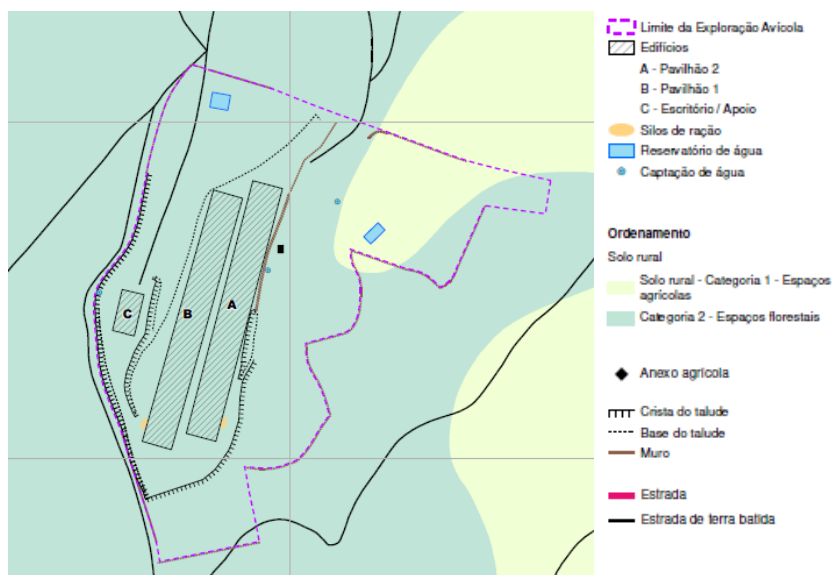 C
B
A
Limite da Exploração Avícola
Edifícios
A - Pavilhão 2
B - Pavilhão 1
C - Escritório / Apoio
Silos de ração
Reservatório de água
Captação de água
Ordenamento
Solo rural
Solo rural - Categoria 1 - Espaços
agrícolas
Categoria 2 - Espaços florestais
Anexo agrícola
Crista do talude
Base do talude
Muro
Estrada
Estrada de terra batida